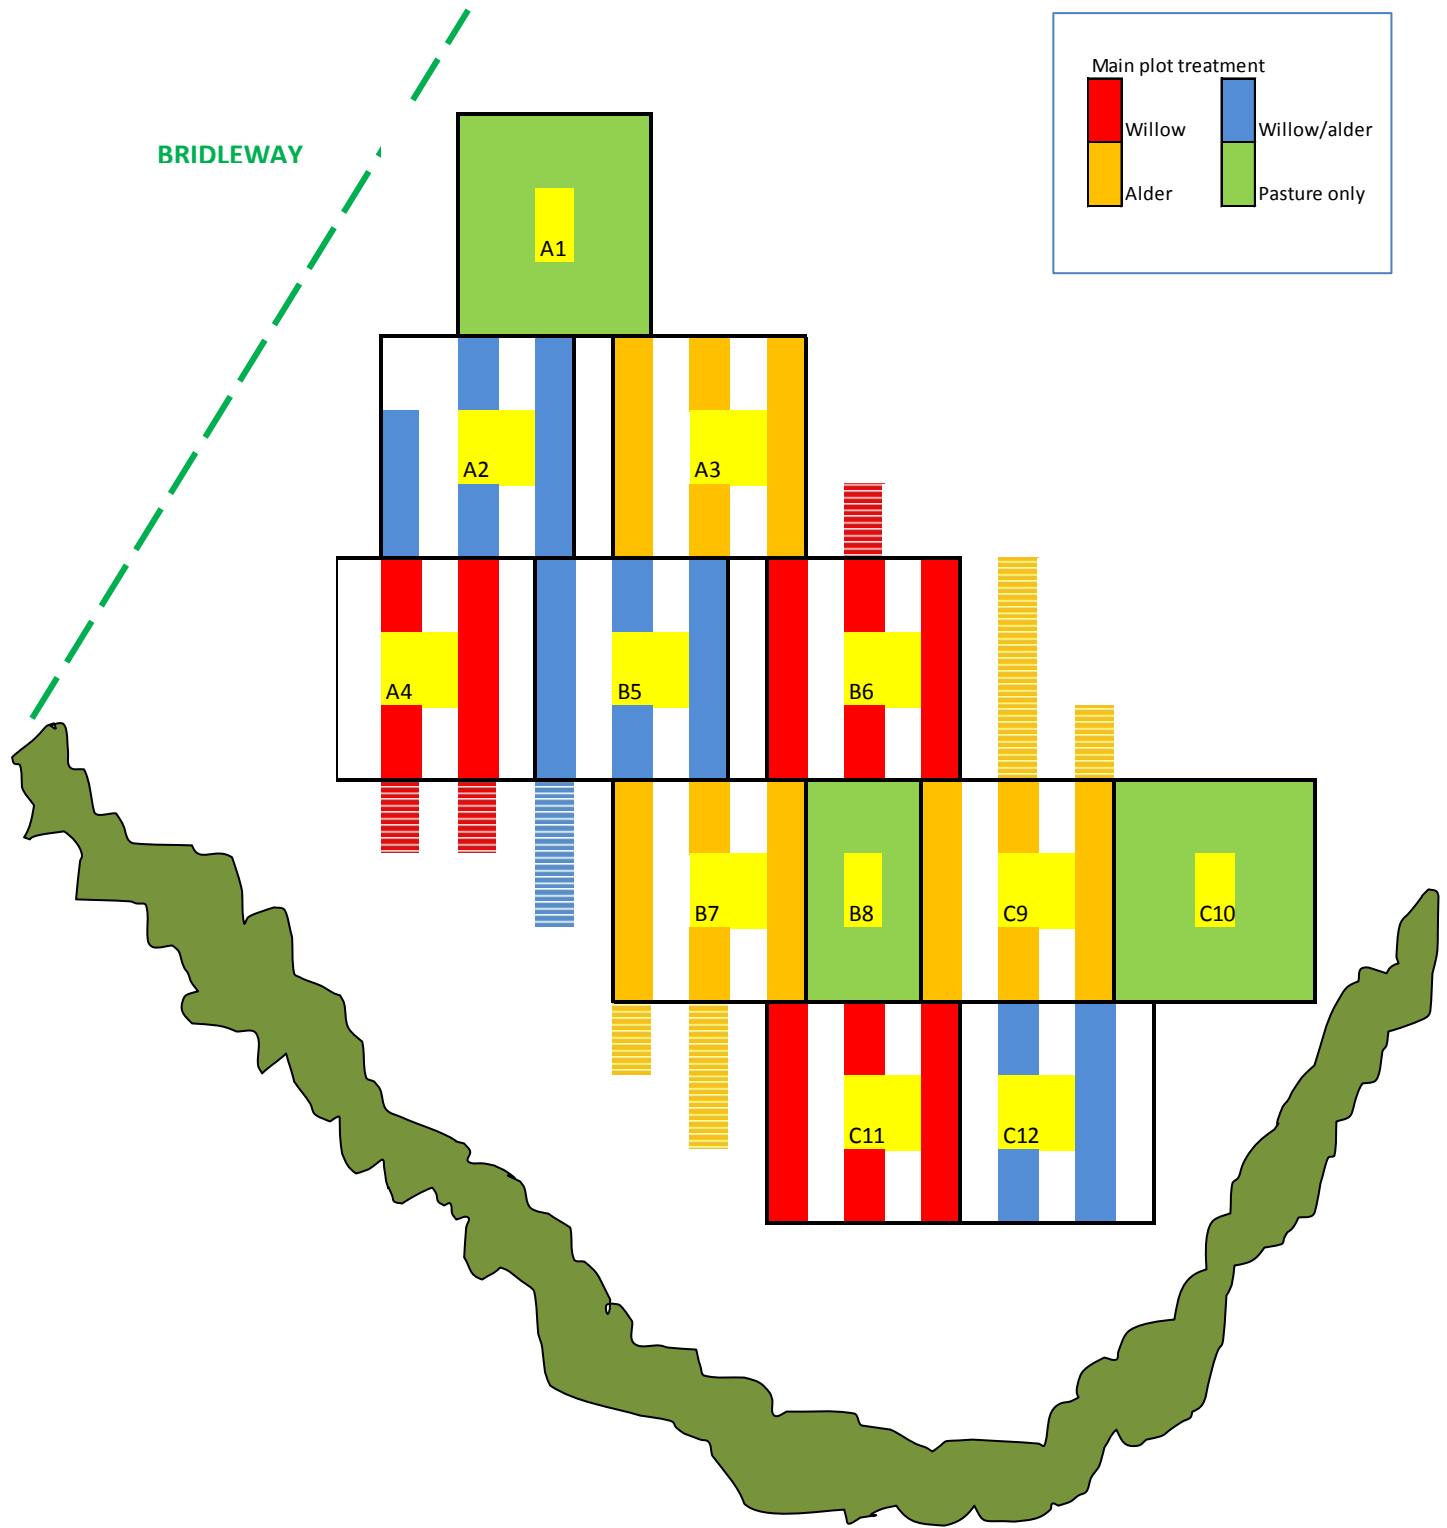 Main plot treatment
Willow
Willow/alder
Alder
Pasture only
BRIDLEWAY
A1
A2
A3
A4
B5
B6
B7
B8
C9
C10
C11
C12